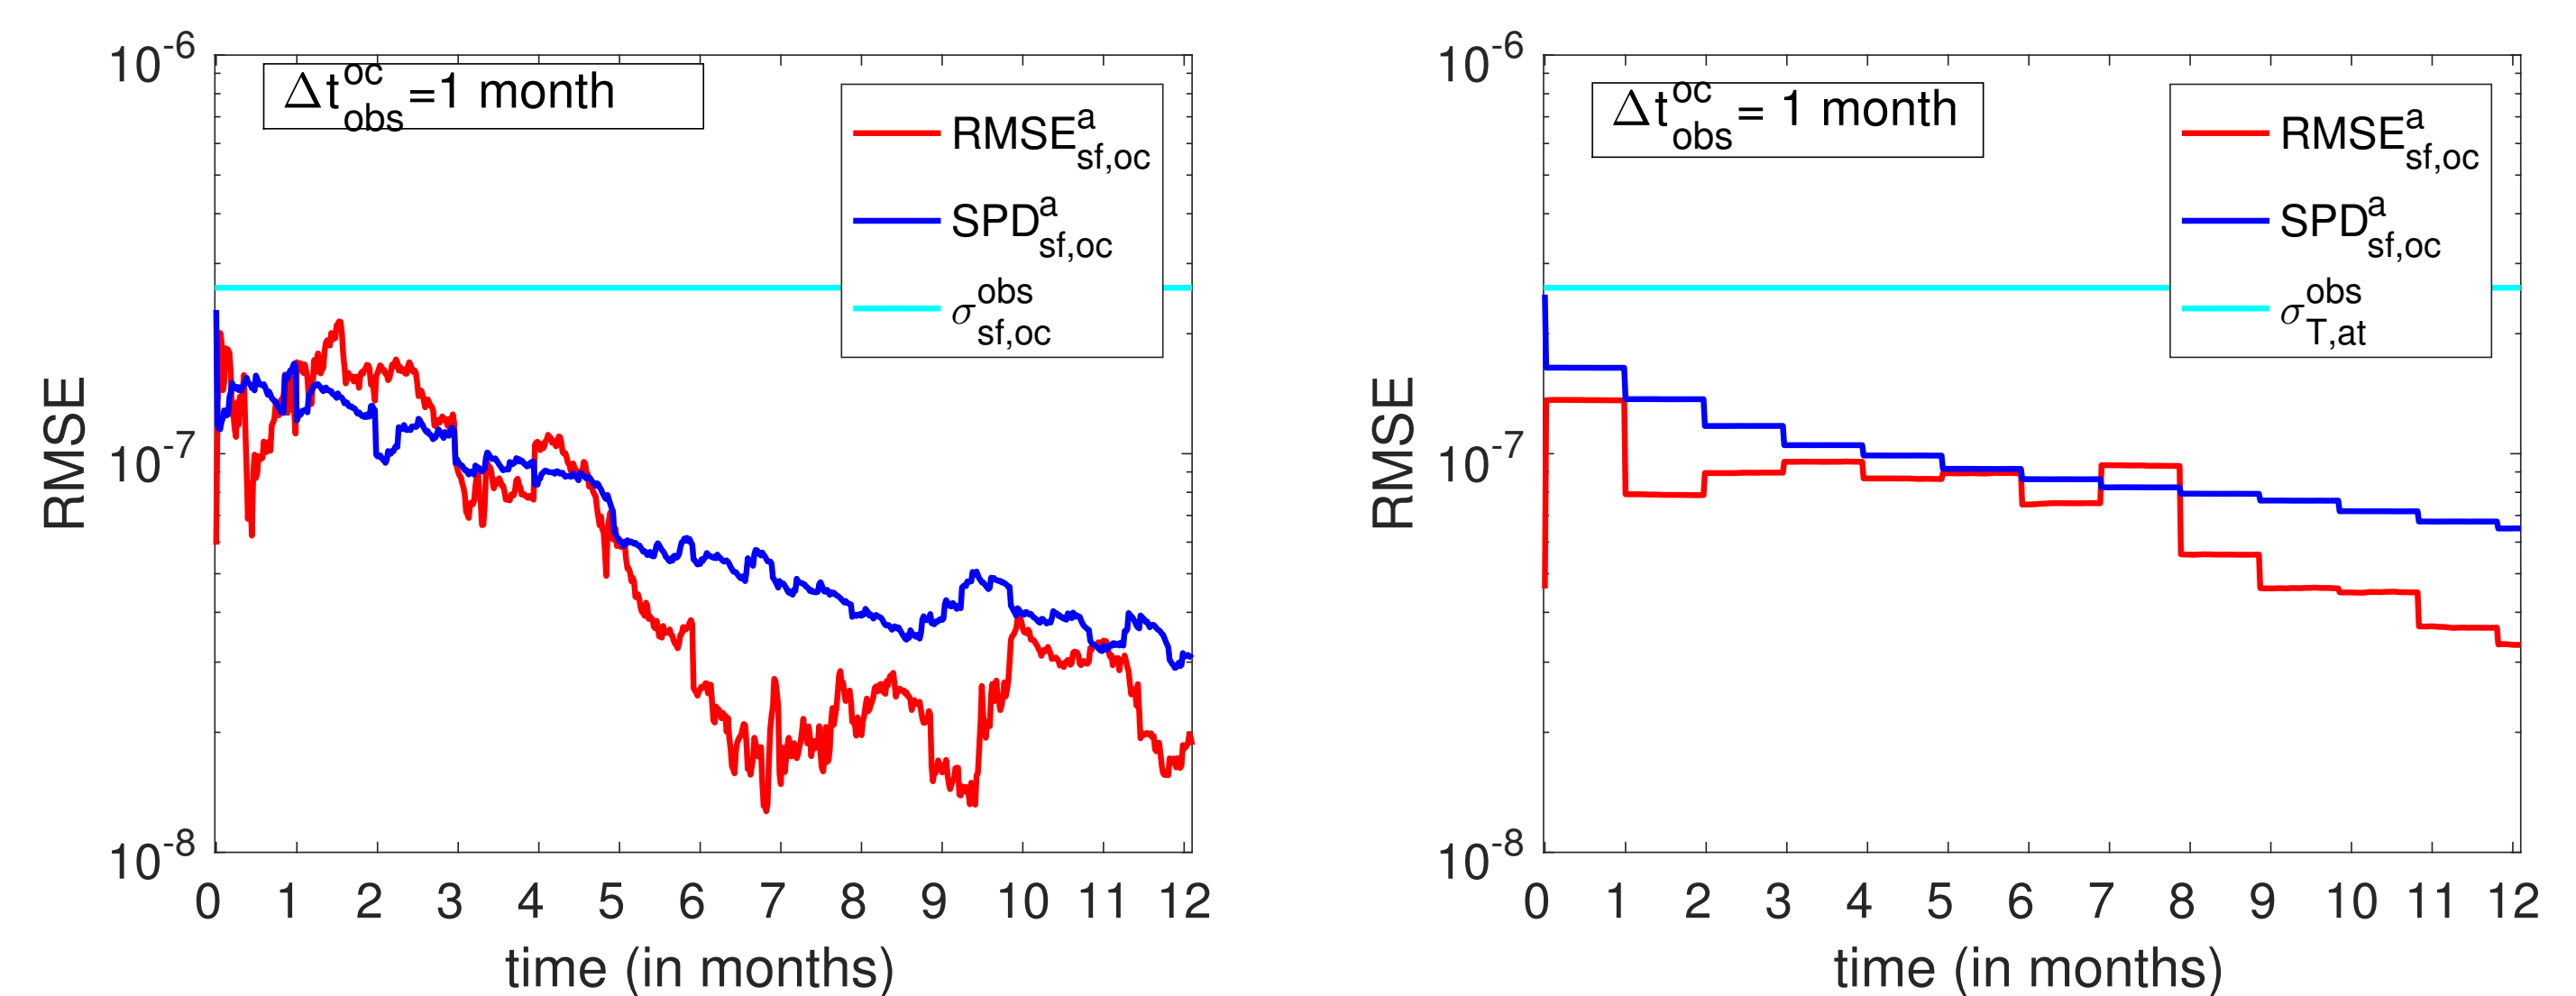 10^-6
Δt^oc_obs=1 month
RMSE^a_sf,oc
SPD^a_sf,oc
σ^obs_sf,oc
RMSE
10^-7
10^-8
0 1 2 3 4 5 6 7 8 9 10 11 12
time (in months)
10^-6
Δt^oc_obs= 1 month
RMSE^a_sf,oc
SPD^a_sf,oc
σ^obs_T,at
RMSE
10^-7
10^-8
0 1 2 3 4 5 6 7 8 9 10 11 12
time (in months)